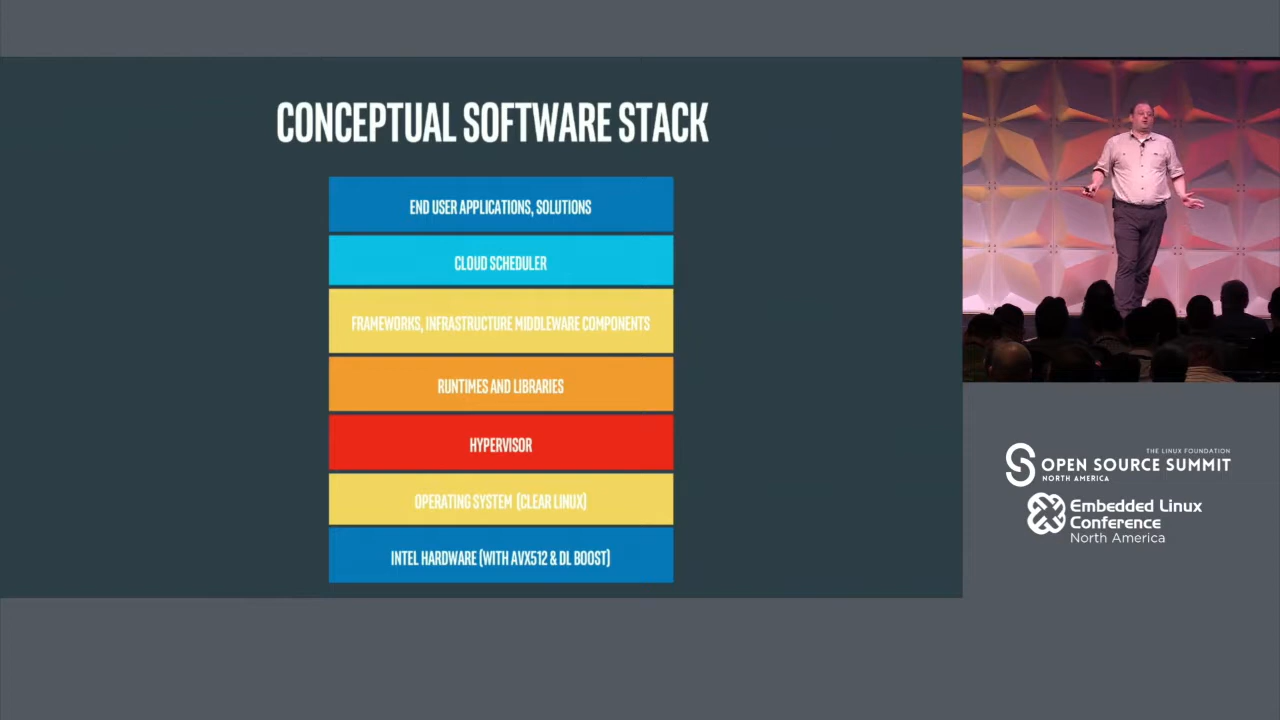 CONCEPTUAL SOFTWARE STACK
END USER APPLICATIONS, SOLUTIONS
CLOUD SCHEDULER
FRAMEWORKS, INFRASTRUCTURE MIDDLEWARE COMPONENTS
RUNTIMES AND LIBRARIES
HYPERVISOR
OPERATING SYSTEM (CLEAR LINUX)
INTEL HARDWARE (WITH AVX512 & DL BOOST)
THE LINUX FOUNDATION
OPEN SOURCE SUMMIT
NORTH AMERICA
Embedded Linux
Conference
North America